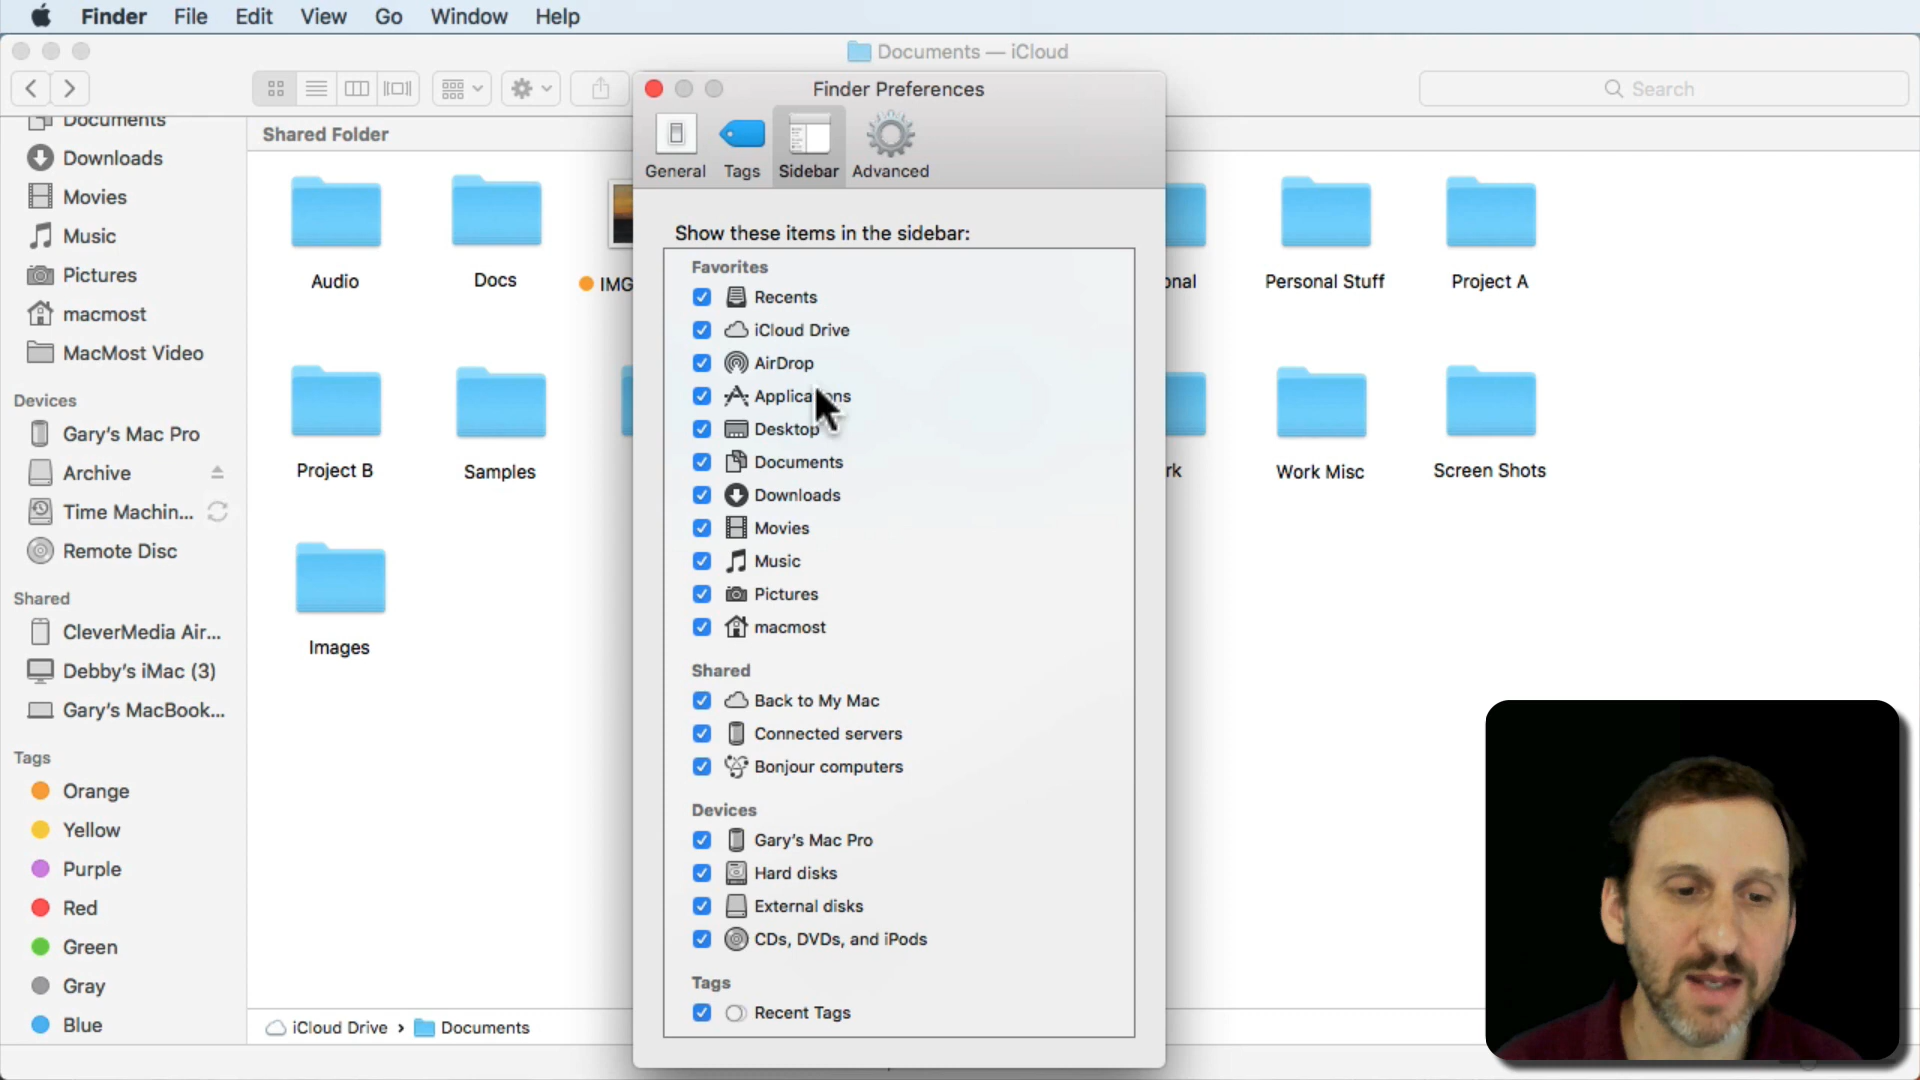 Finder File Edit View Go Window Help
Documents — iCloud
Finder Preferences
Search
General Tags Sidebar Advanced
Documents
Downloads
Movies
Music
Pictures
macmost
MacMost Video
Devices
Gary's Mac Pro
Archive
Time Machin...
Remote Disc
Shared
CleverMedia Air...
Debby's iMac (3)
Gary's MacBook...
Tags
Orange
Yellow
Purple
Red
Green
Gray
Blue
Shared Folder
Audio
Docs
IMG
onal
Personal Stuff
Project A
Project B
Samples
rk
Work Misc
Screen Shots
Images
iCloud Drive › Documents
Show these items in the sidebar:
Favorites
Recents
iCloud Drive
AirDrop
Applications
Desktop
Documents
Downloads
Movies
Music
Pictures
macmost
Shared
Back to My Mac
Connected servers
Bonjour computers
Devices
Gary's Mac Pro
Hard disks
External disks
CDs, DVDs, and iPods
Tags
Recent Tags